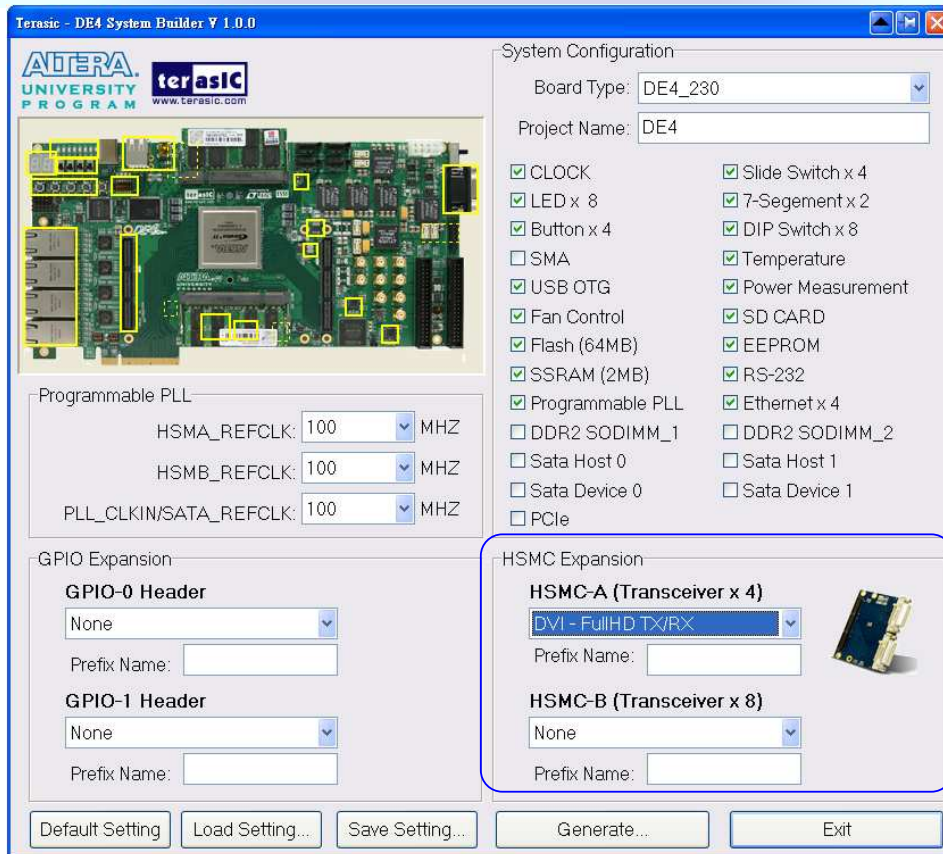 Terasic - DE4 System Builder V 1.0.0
ALTERA.
UNIVERSITY
PROGRAM
terasIC
www.terasic.com
System Configuration
Board Type: DE4_230
Project Name: DE4
CLOCK
Slide Switch x 4
LED x 8
7-Segement x 2
Button x 4
DIP Switch x 8
SMA
Temperature
USB OTG
Power Measurement
Fan Control
SD CARD
Flash (64MB)
EEPROM
SSRAM (2MB)
RS-232
Programmable PLL
Ethernet x 4
DDR2 SODIMM_1
DDR2 SODIMM_2
Sata Host 0
Sata Host 1
Sata Device 0
Sata Device 1
PCIe
Programmable PLL
HSMA_REFCLK: 100 MHZ
HSMB_REFCLK: 100 MHZ
PLL_CLKIN/SATA_REFCLK: 100 MHZ
GPIO Expansion
GPIO-0 Header
None
Prefix Name:
GPIO-1 Header
None
Prefix Name:
HSMC Expansion
HSMC-A (Transceiver x 4)
DVI - FullHD TX/RX
Prefix Name:
HSMC-B (Transceiver x 8)
None
Prefix Name:
Default Setting
Load Setting...
Save Setting...
Generate...
Exit